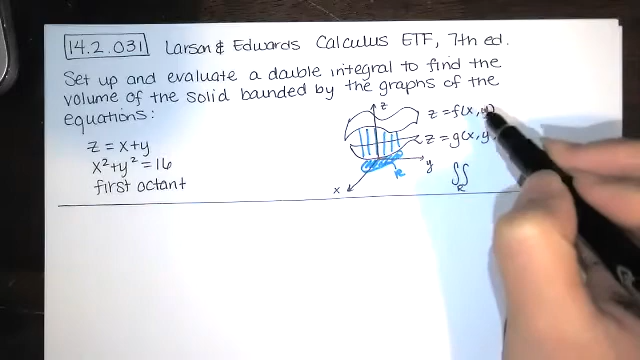 14.2.031 Larson & Edwards Calculus ETF, 7th ed.
Set up and evaluate a double integral to find the
volume of the solid bounded by the graphs of the
equations:
z = x+y
x²+y² = 16
first octant
z
z = f(x,y)
z = g(x,y
R
y
x
∬
R